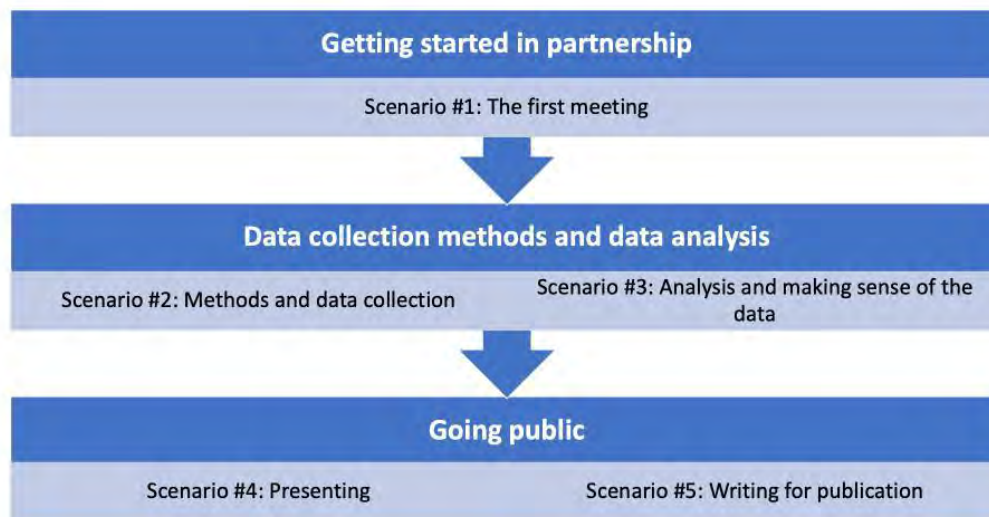 Getting started in partnership
Scenario #1: The first meeting
Data collection methods and data analysis
Scenario #2: Methods and data collection
Scenario #3: Analysis and making sense of the
data
Going public
Scenario #4: Presenting
Scenario #5: Writing for publication